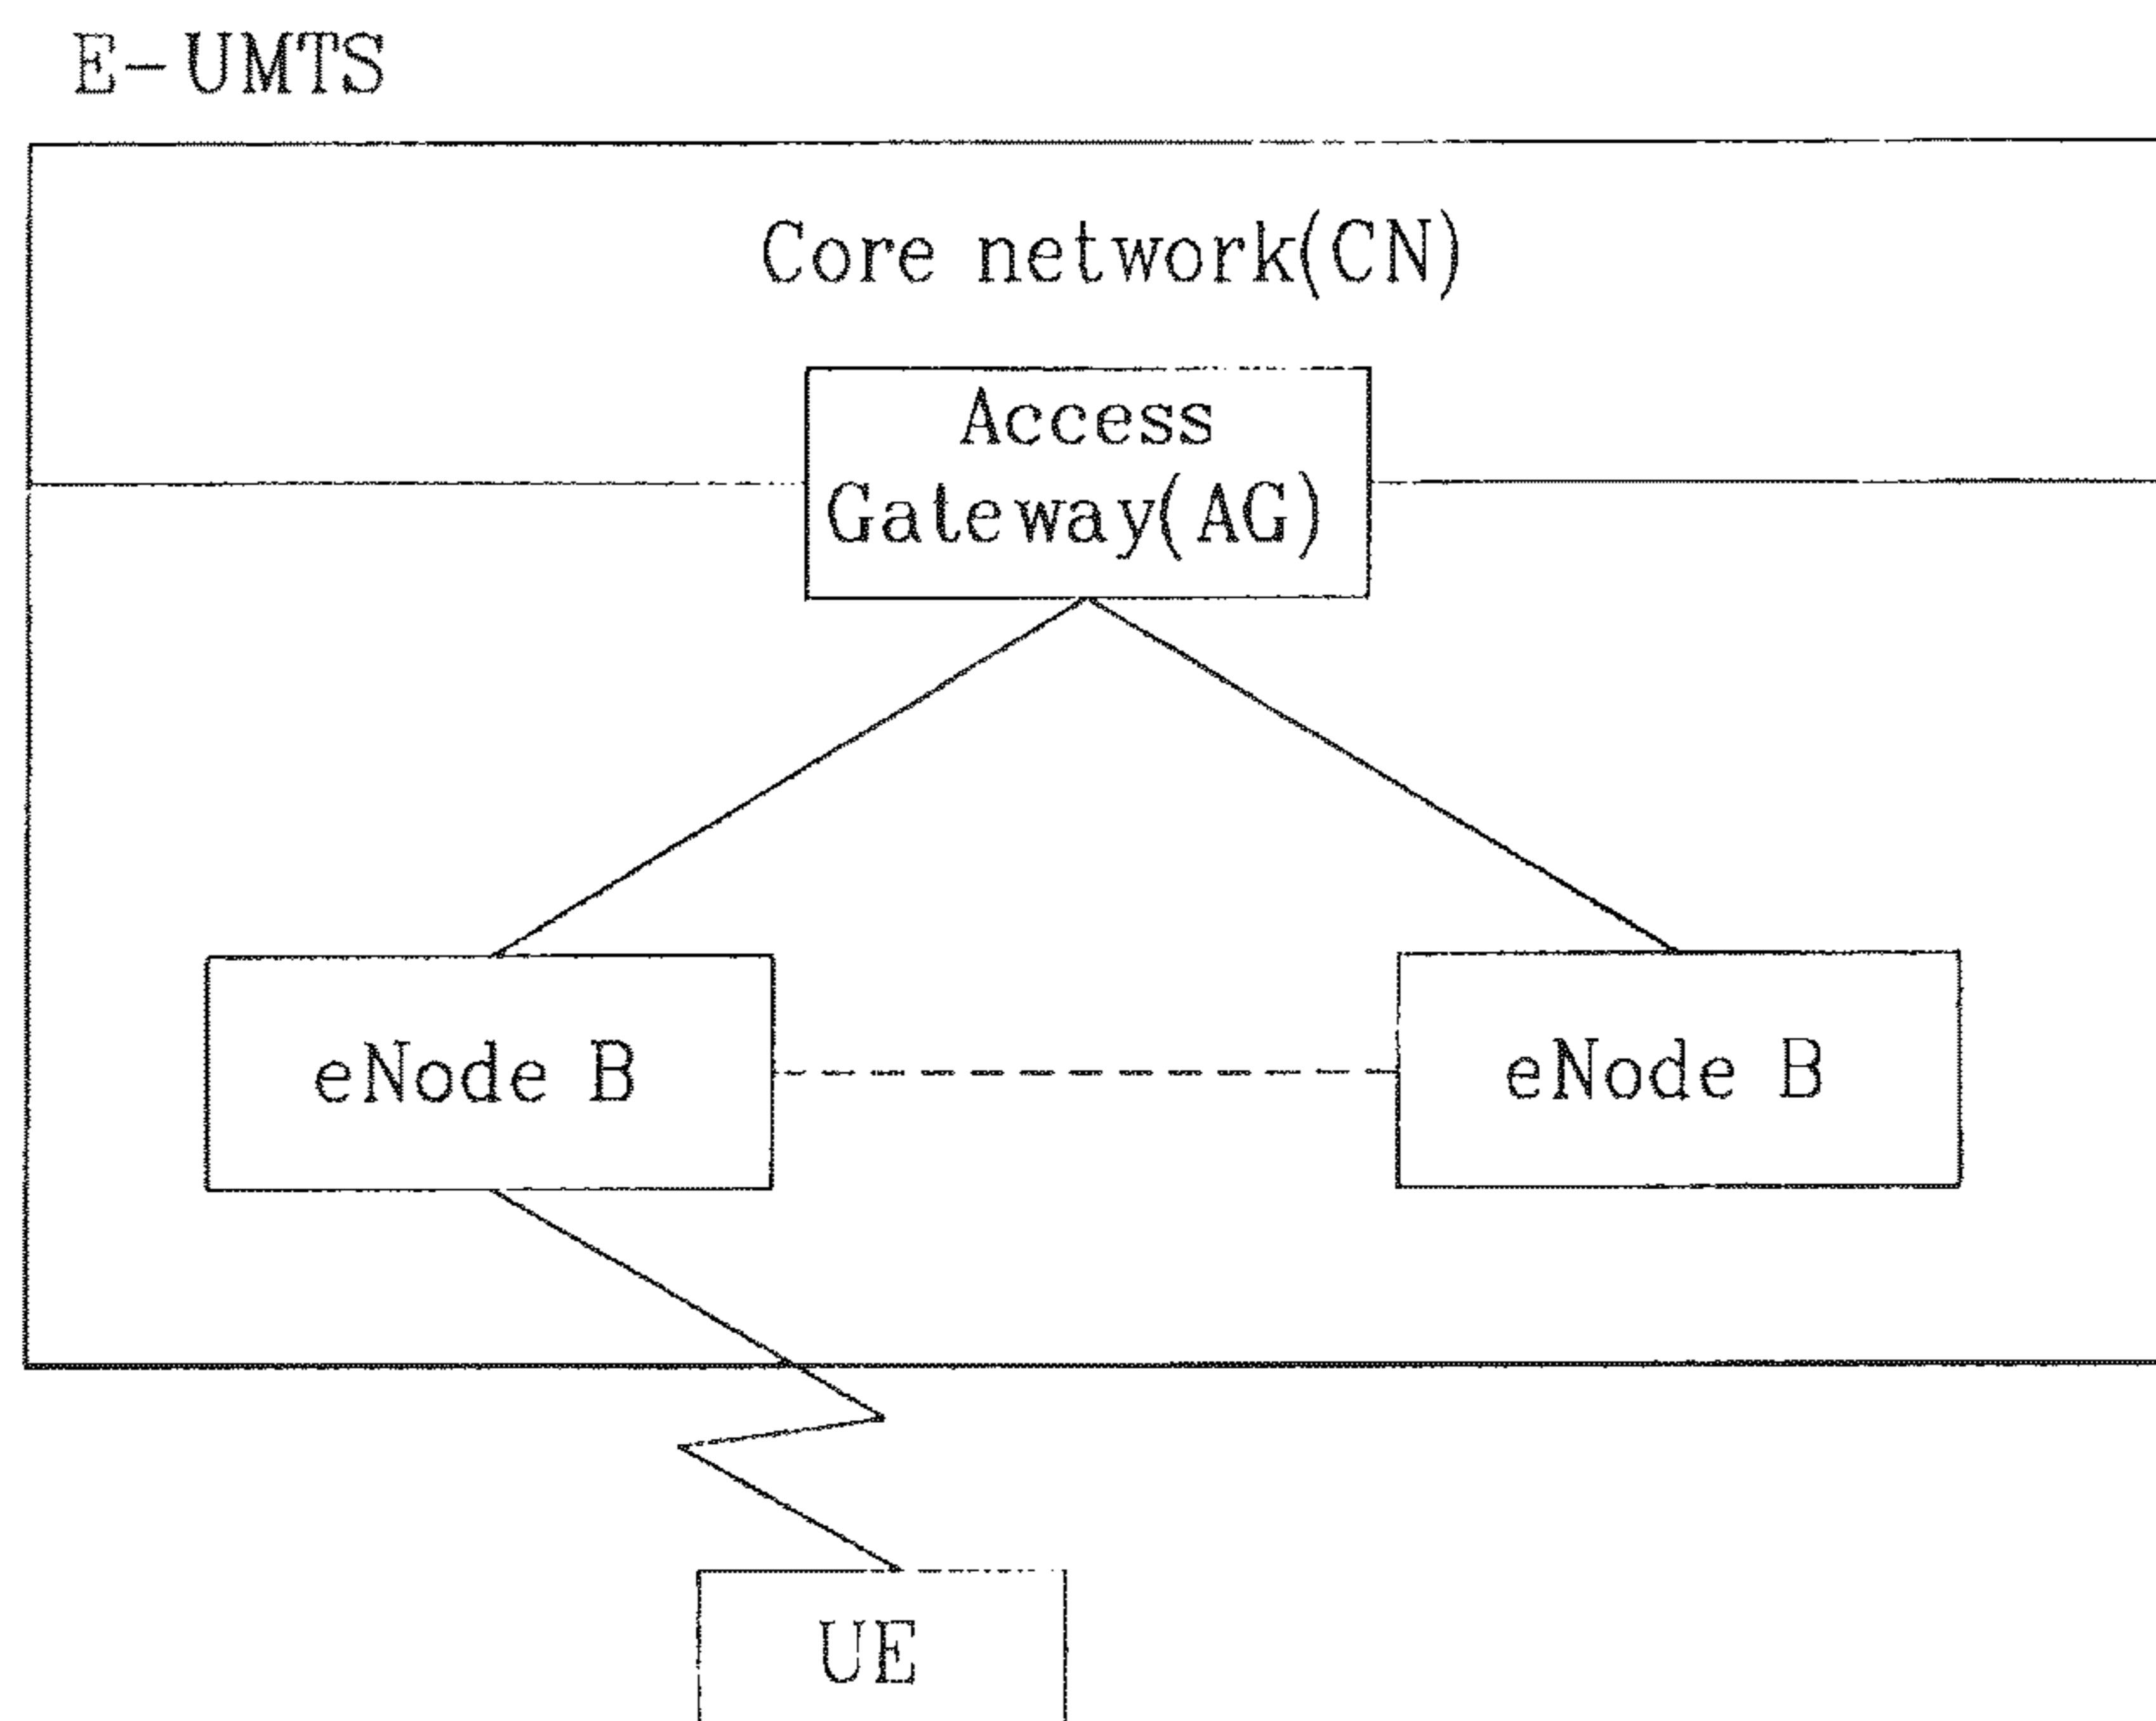 E-UMTS
Core network(CN)
Access
Gateway(AG)
eNode B
eNode B
UE